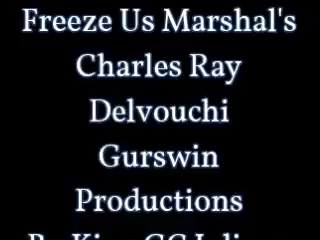 Freeze Us Marshal's
Charles Ray
Delvouchi
Gurswin
Productions